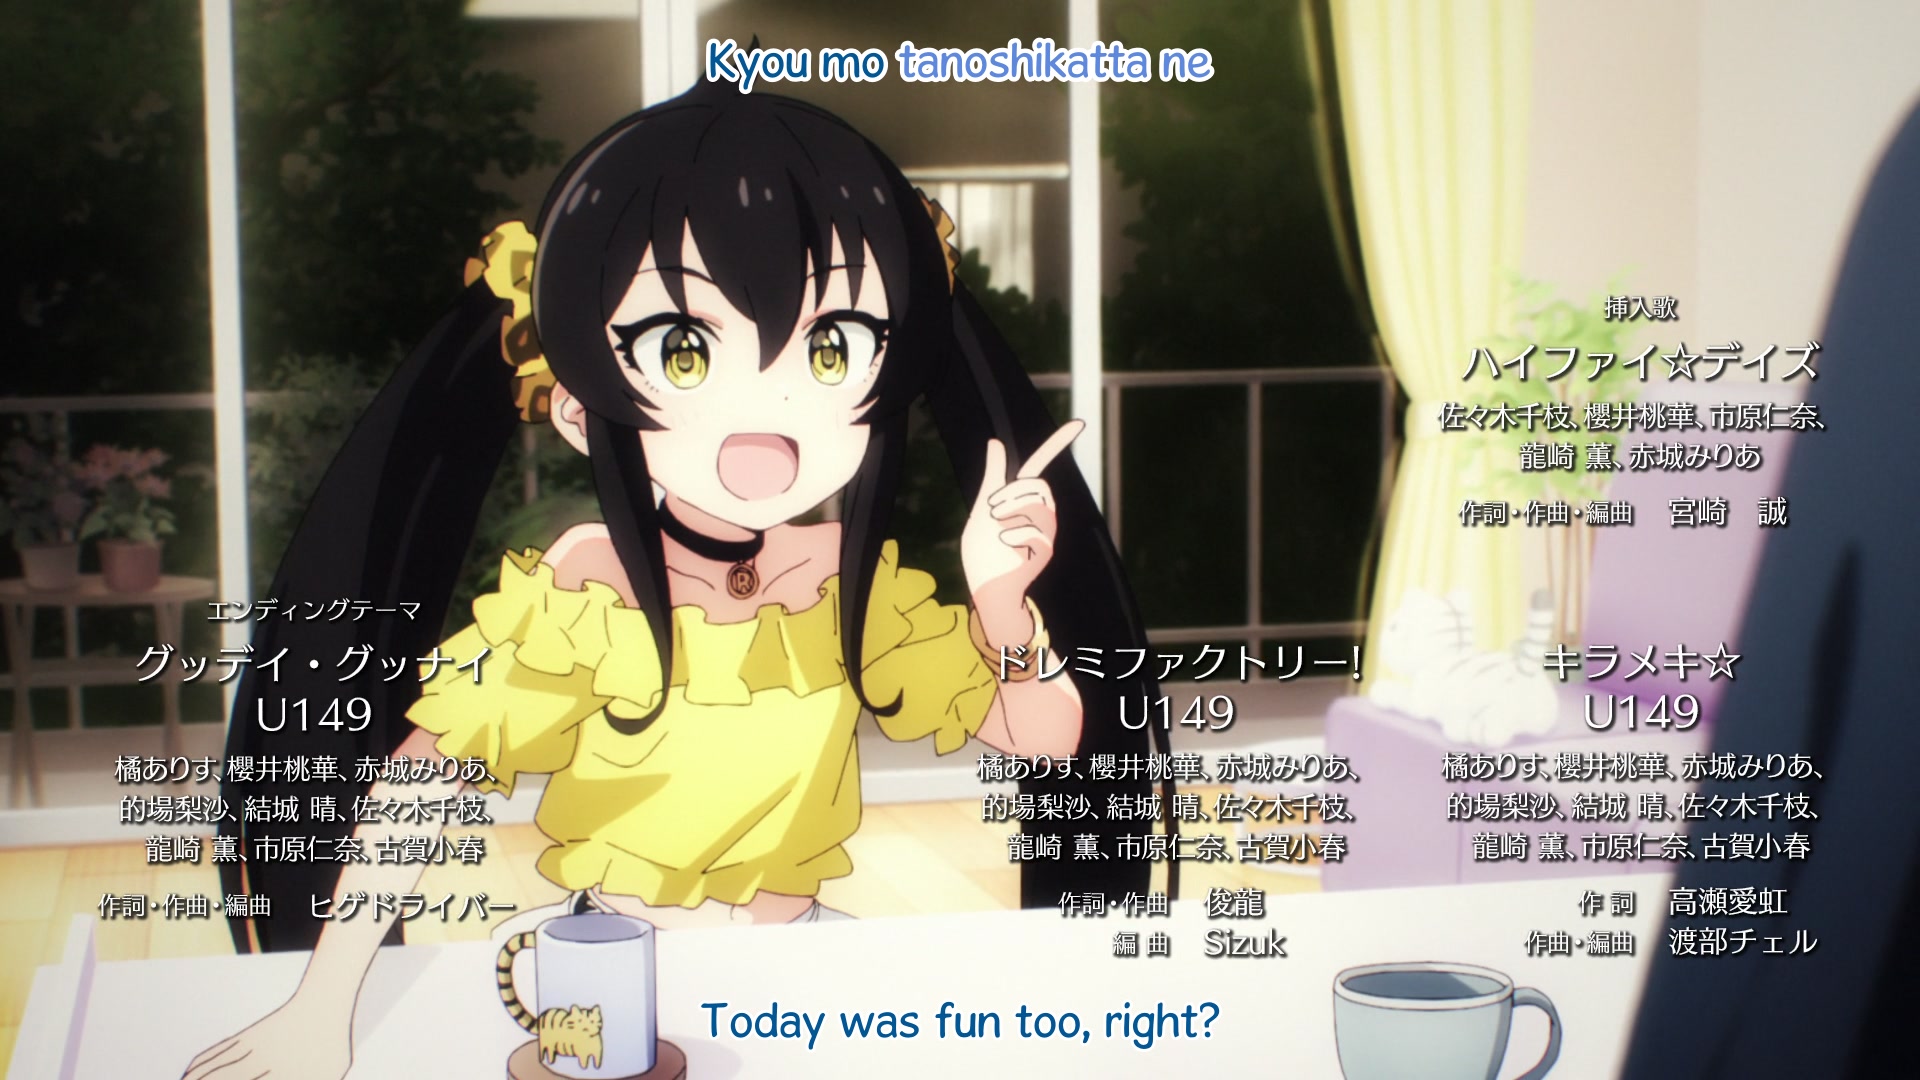 Kyou mo tanoshikatta ne
挿入歌
ハイファイ☆デイズ
佐々木千枝、櫻井桃華、市原仁奈、
龍崎 薫、赤城みりあ
作詞・作曲・編曲 宮崎 誠
エンディングテーマ
グッデイ・グッナイ
U149
橘ありす、櫻井桃華、赤城みりあ、
的場梨沙、結城 晴、佐々木千枝、
龍崎 薫、市原仁奈、古賀小春
作詞・作曲・編曲 ヒゲドライバー
ドレミファクトリー!
U149
橘ありす、櫻井桃華、赤城みりあ、
的場梨沙、結城 晴、佐々木千枝、
龍崎 薫、市原仁奈、古賀小春
作詞・作曲 俊龍
編 曲 Sizuk
キラメキ☆
U149
橘ありす、櫻井桃華、赤城みりあ、
的場梨沙、結城 晴、佐々木千枝、
龍崎 薫、市原仁奈、古賀小春
作 詞 高瀬愛虹
作曲・編曲 渡部チェル
R
Today was fun too, right?